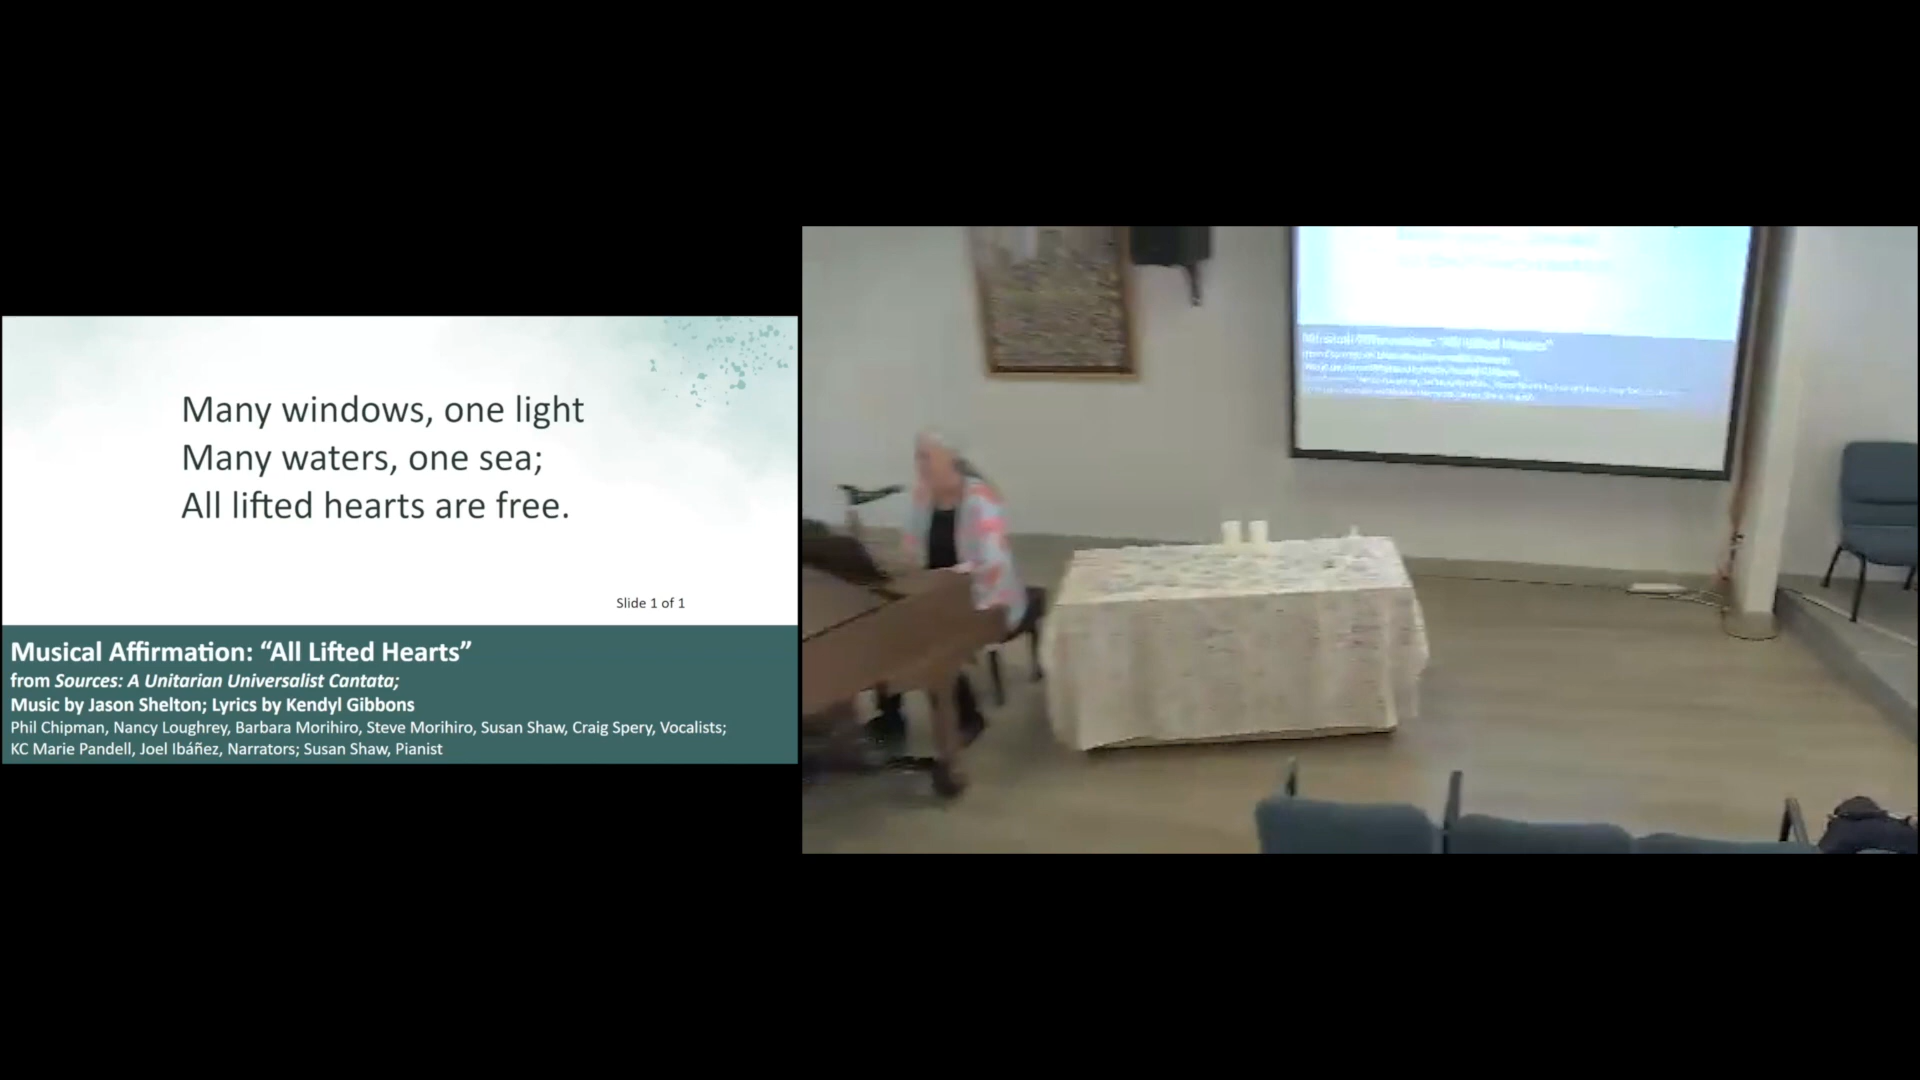 Many windows, one light
Many waters, one sea;
All lifted hearts are free.
Slide 1 of 1
Musical Affirmation: “All Lifted Hearts”
from Sources: A Unitarian Universalist Cantata;
Music by Jason Shelton; Lyrics by Kendyl Gibbons
Phil Chipman, Nancy Loughrey, Barbara Morihiro, Steve Morihiro, Susan Shaw, Craig Spery, Vocalists;
KC Marie Pandell, Joel Ibáñez, Narrators; Susan Shaw, Pianist